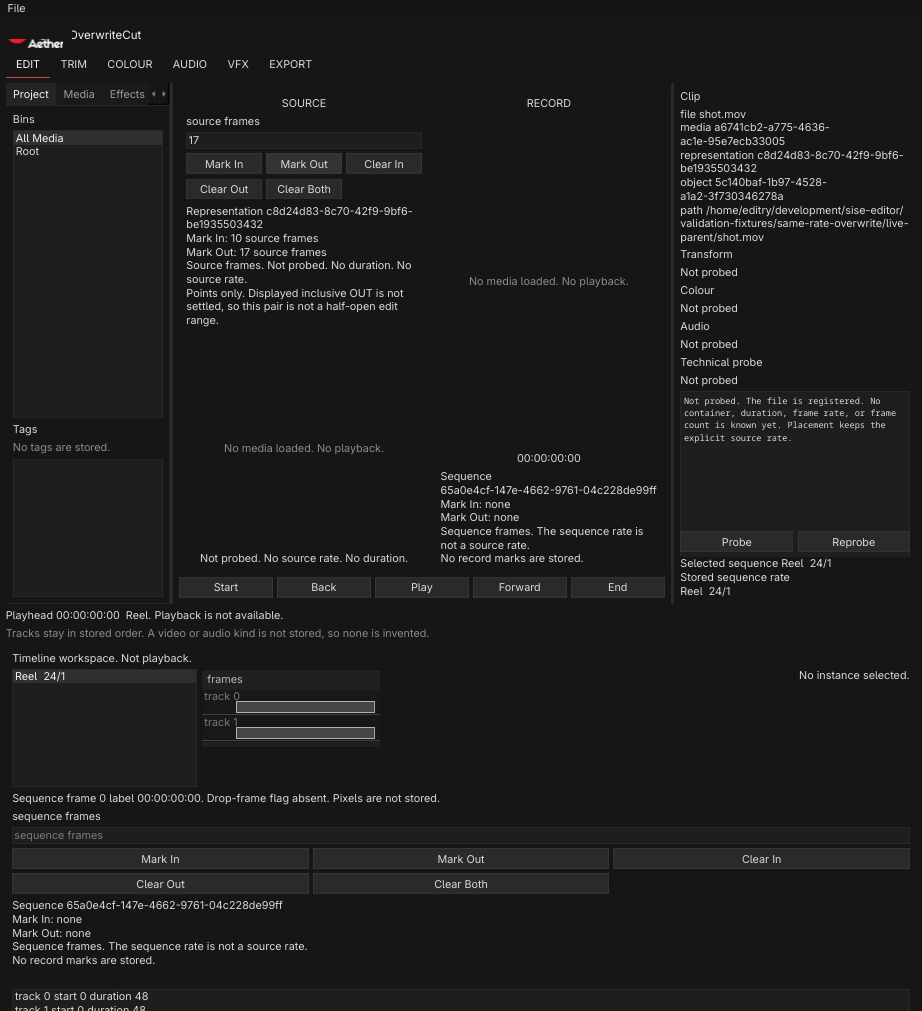 File
Aether
OverwriteCut
EDIT TRIM COLOUR AUDIO VFX EXPORT
Project Media Effects
Bins
All Media
Root
Tags
No tags are stored.
SOURCE
source frames
17
Mark In Mark Out Clear In
Clear Out Clear Both
Representation c8d24d83-8c70-42f9-9bf6-
be1935503432
Mark In: 10 source frames
Mark Out: 17 source frames
Source frames. Not probed. No duration. No
source rate.
Points only. Displayed inclusive OUT is not
settled, so this pair is not a half-open edit
range.
No media loaded. No playback.
Not probed. No source rate. No duration.
RECORD
No media loaded. No playback.
00:00:00:00
Sequence
65a0e4cf-147e-4662-9761-04c228de99ff
Mark In: none
Mark Out: none
Sequence frames. The sequence rate is
not a source rate.
No record marks are stored.
Start Back Play Forward End
Clip
file shot.mov
media a6741cb2-a775-4636-
ac1e-95e7ecb33005
representation c8d24d83-8c70-42f9-9bf6-
be1935503432
object 5c140baf-1b97-4528-
a1a2-3f730346278a
path /home/editry/development/sise-editor/
validation-fixtures/same-rate-overwrite/live-
parent/shot.mov
Transform
Not probed
Colour
Not probed
Audio
Not probed
Technical probe
Not probed
Not probed. The file is registered. No
container, duration, frame rate, or frame
count is known yet. Placement keeps the
explicit source rate.
Probe Reprobe
Selected sequence Reel 24/1
Stored sequence rate
Reel 24/1
Playhead 00:00:00:00 Reel. Playback is not available.
Tracks stay in stored order. A video or audio kind is not stored, so none is invented.
Timeline workspace. Not playback.
Reel 24/1
frames
track 0
track 1
No instance selected.
Sequence frame 0 label 00:00:00:00. Drop-frame flag absent. Pixels are not stored.
sequence frames
sequence frames
Mark In Mark Out Clear In
Clear Out Clear Both
Sequence 65a0e4cf-147e-4662-9761-04c228de99ff
Mark In: none
Mark Out: none
Sequence frames. The sequence rate is not a source rate.
No record marks are stored.
track 0 start 0 duration 48
track 1 start 0 duration 48